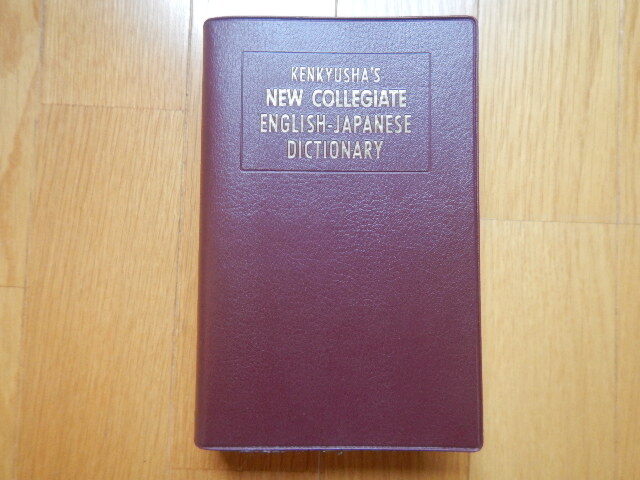 KENKYUSHA'S
NEW COLLEGIATE
ENGLISH-JAPANESE
DICTIONARY